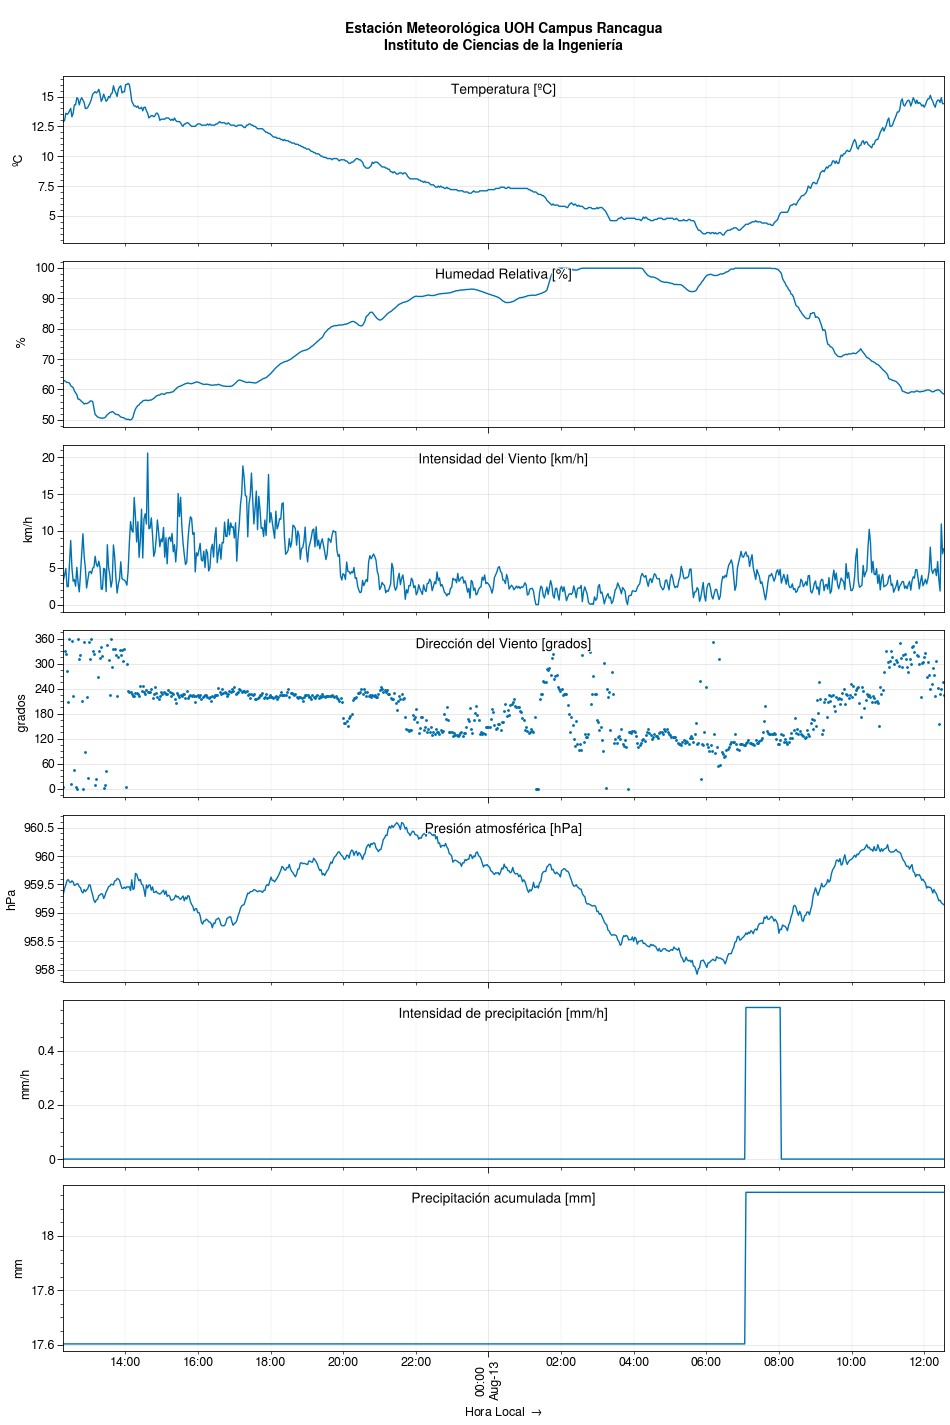 Estación Meteorológica UOH Campus Rancagua
Instituto de Ciencias de la Ingeniería
Temperatura [ºC]
ºC
15
12.5
10
7.5
5
Humedad Relativa [%]
%
100
90
80
70
60
50
Intensidad del Viento [km/h]
km/h
20
15
10
5
0
Dirección del Viento [grados]
grados
360
300
240
180
120
60
0
Presión atmosférica [hPa]
hPa
960.5
960
959.5
959
958.5
958
Intensidad de precipitación [mm/h]
mm/h
0.4
0.2
0
Precipitación acumulada [mm]
mm
18
17.8
17.6
14:00 16:00 18:00 20:00 22:00 00:00 02:00 04:00 06:00 08:00 10:00 12:00
Aug-13
Hora Local →